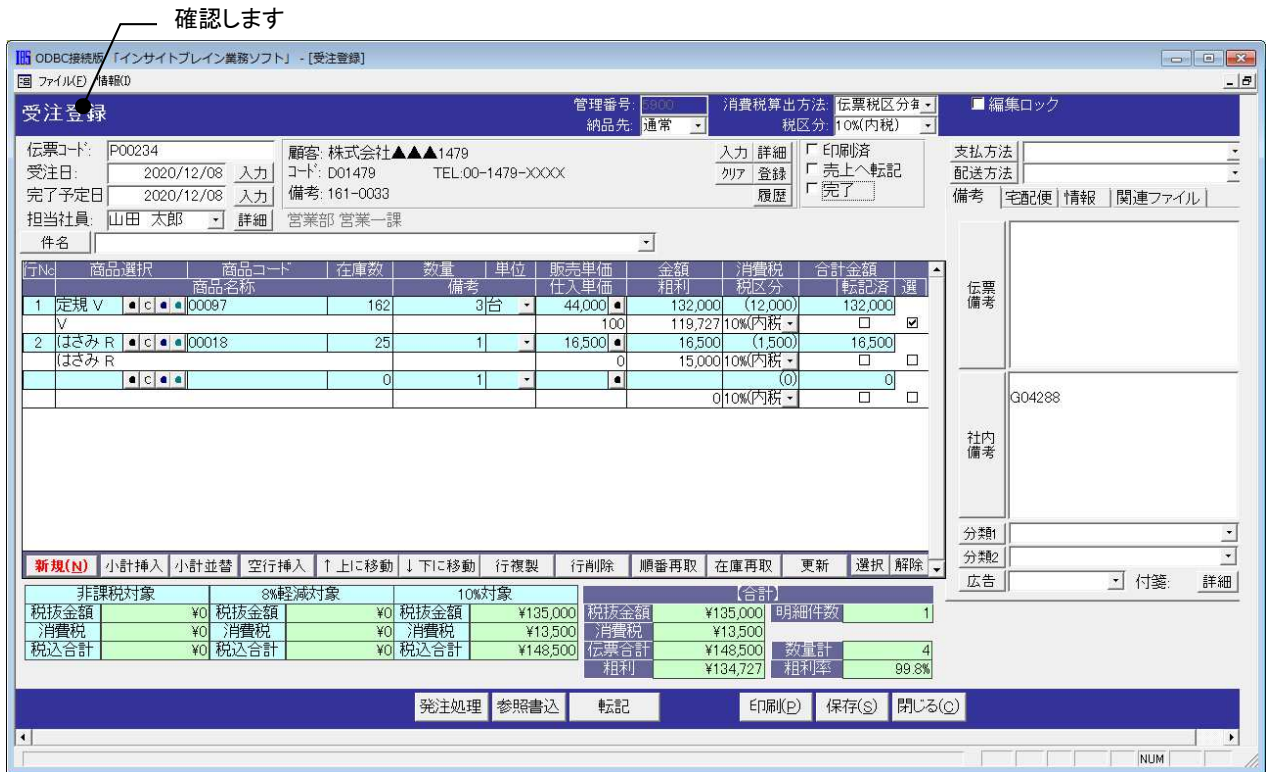 確認します
ODBC接続版 「インサイトブレイン業務ソフト」 - [受注登録]
ファイル(F) 情報(I)
受注登録
管理番号: 5900 消費税算出方法: 伝票税区分毎 編集ロック
納品先: 通常 税区分: 10%(内税)
伝票コード: P00234 顧客: 株式会社▲▲▲1479 入力 詳細 印刷済 支払方法
受注日: 2020/12/08 入力 コード: D01479 TEL:00-1479-XXXX クリア 登録 売上へ転記 配送方法
完了予定日 2020/12/08 入力 備考: 161-0033 履歴 完了 備考 宅配便 情報 関連ファイル
担当社員: 山田 太郎 詳細 営業部 営業一課
件名
行No 商品選択 商品コード 在庫数 数量 単位 販売単価 金額 消費税 合計金額
商品名称 備考 仕入単価 粗利 税区分 転記済 選
1 定規 V C 00097 162 3 台 44,000 132,000 (12,000) 132,000
V 100 119,727 10%(内税
2 はさみ R C 00018 25 1 16,500 16,500 (1,500) 16,500
はさみ R 0 15,000 10%(内税
C 0 1 (0) 0
0 10%(内税
伝票
備考
社内
備考
G04288
分類1
分類2
広告 付箋: 詳細
新規(N) 小計挿入 小計並替 空行挿入 ↑上に移動 ↓下に移動 行複製 行削除 順番再取 在庫再取 更新 選択 解除
非課税対象 8%軽減対象 10%対象 【合計】
税抜金額 ¥0 税抜金額 ¥0 税抜金額 ¥135,000 税抜金額 ¥135,000 明細件数 1
消費税 ¥0 消費税 ¥0 消費税 ¥13,500 消費税 ¥13,500
税込合計 ¥0 税込合計 ¥0 税込合計 ¥148,500 伝票合計 ¥148,500 数量計 4
粗利 ¥134,727 粗利率 99.8%
発注処理 参照書込 転記 印刷(P) 保存(S) 閉じる(C)
NUM